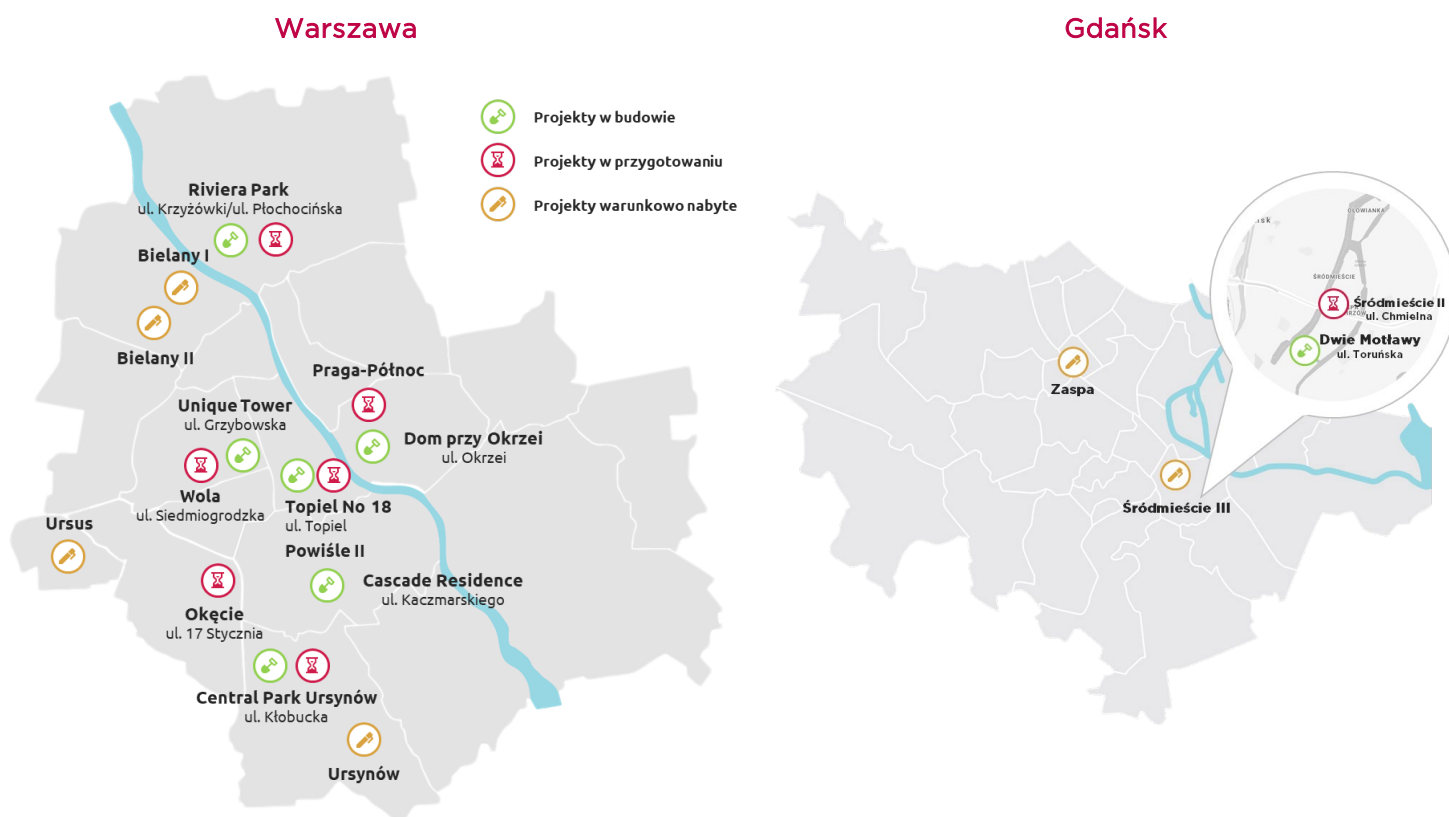 Warszawa
Gdańsk
Projekty w budowie
Projekty w przygotowaniu
Projekty warunkowo nabyte
Riviera Park
ul. Krzyżówki/ul. Płochocińska
Bielany I
Bielany II
Praga-Północ
Unique Tower
ul. Grzybowska
Dom przy Okrzei
ul. Okrzei
Wola
ul. Siedmiogrodzka
Topiel No 18
ul. Topiel
Powiśle II
Ursus
Cascade Residence
ul. Kaczmarskiego
Okęcie
ul. 17 Stycznia
Central Park Ursynów
ul. Kłobucka
Ursynów
OŁOWIANKA
ŚRÓDMIEŚCIE
Śródmieście II
ul. Chmielna
Dwie Motławy
ul. Toruńska
Zaspa
Śródmieście III